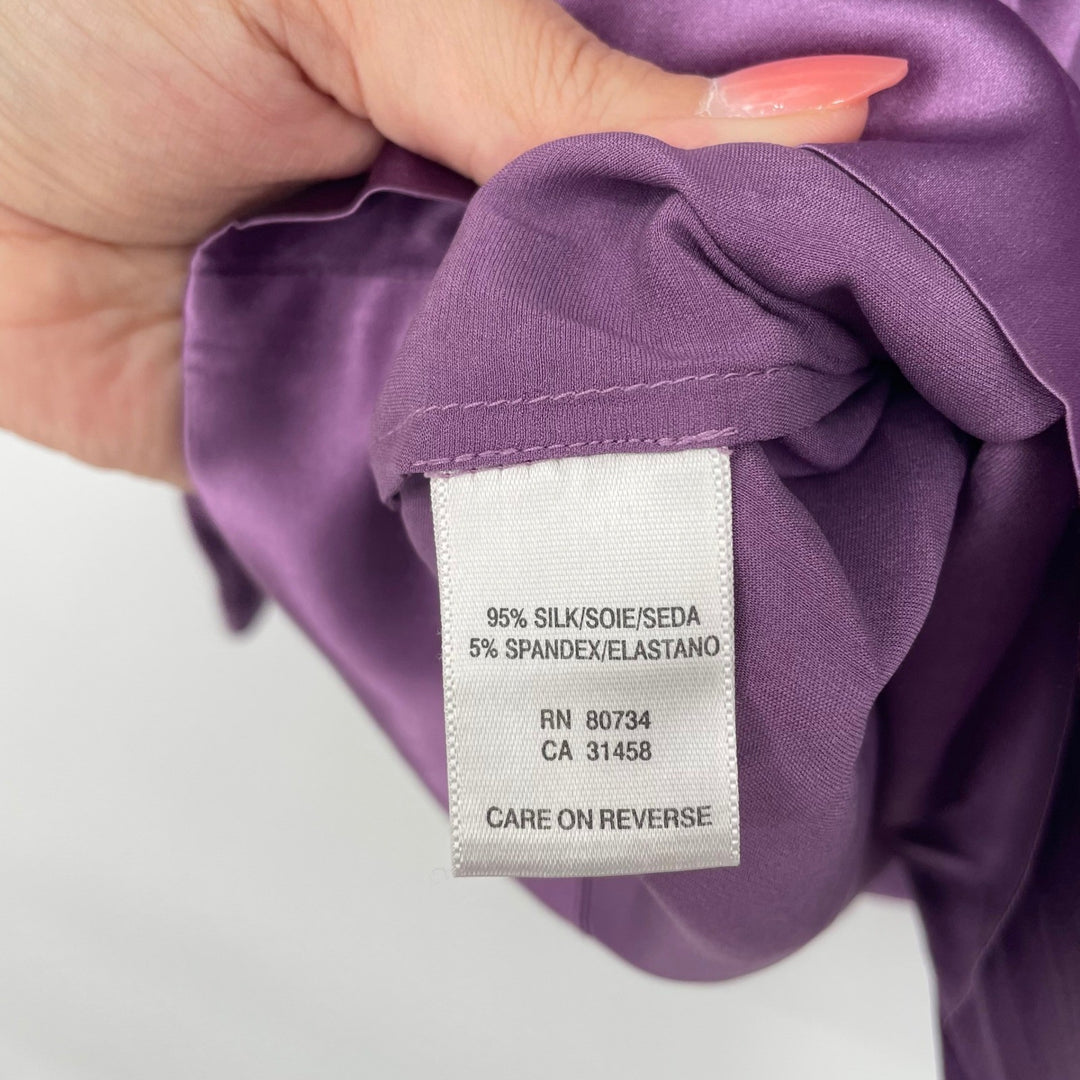 95% SILK/SOIE/SEDA
5% SPANDEX/ELASTANO
RN 80734
CA 31458
CARE ON REVERSE